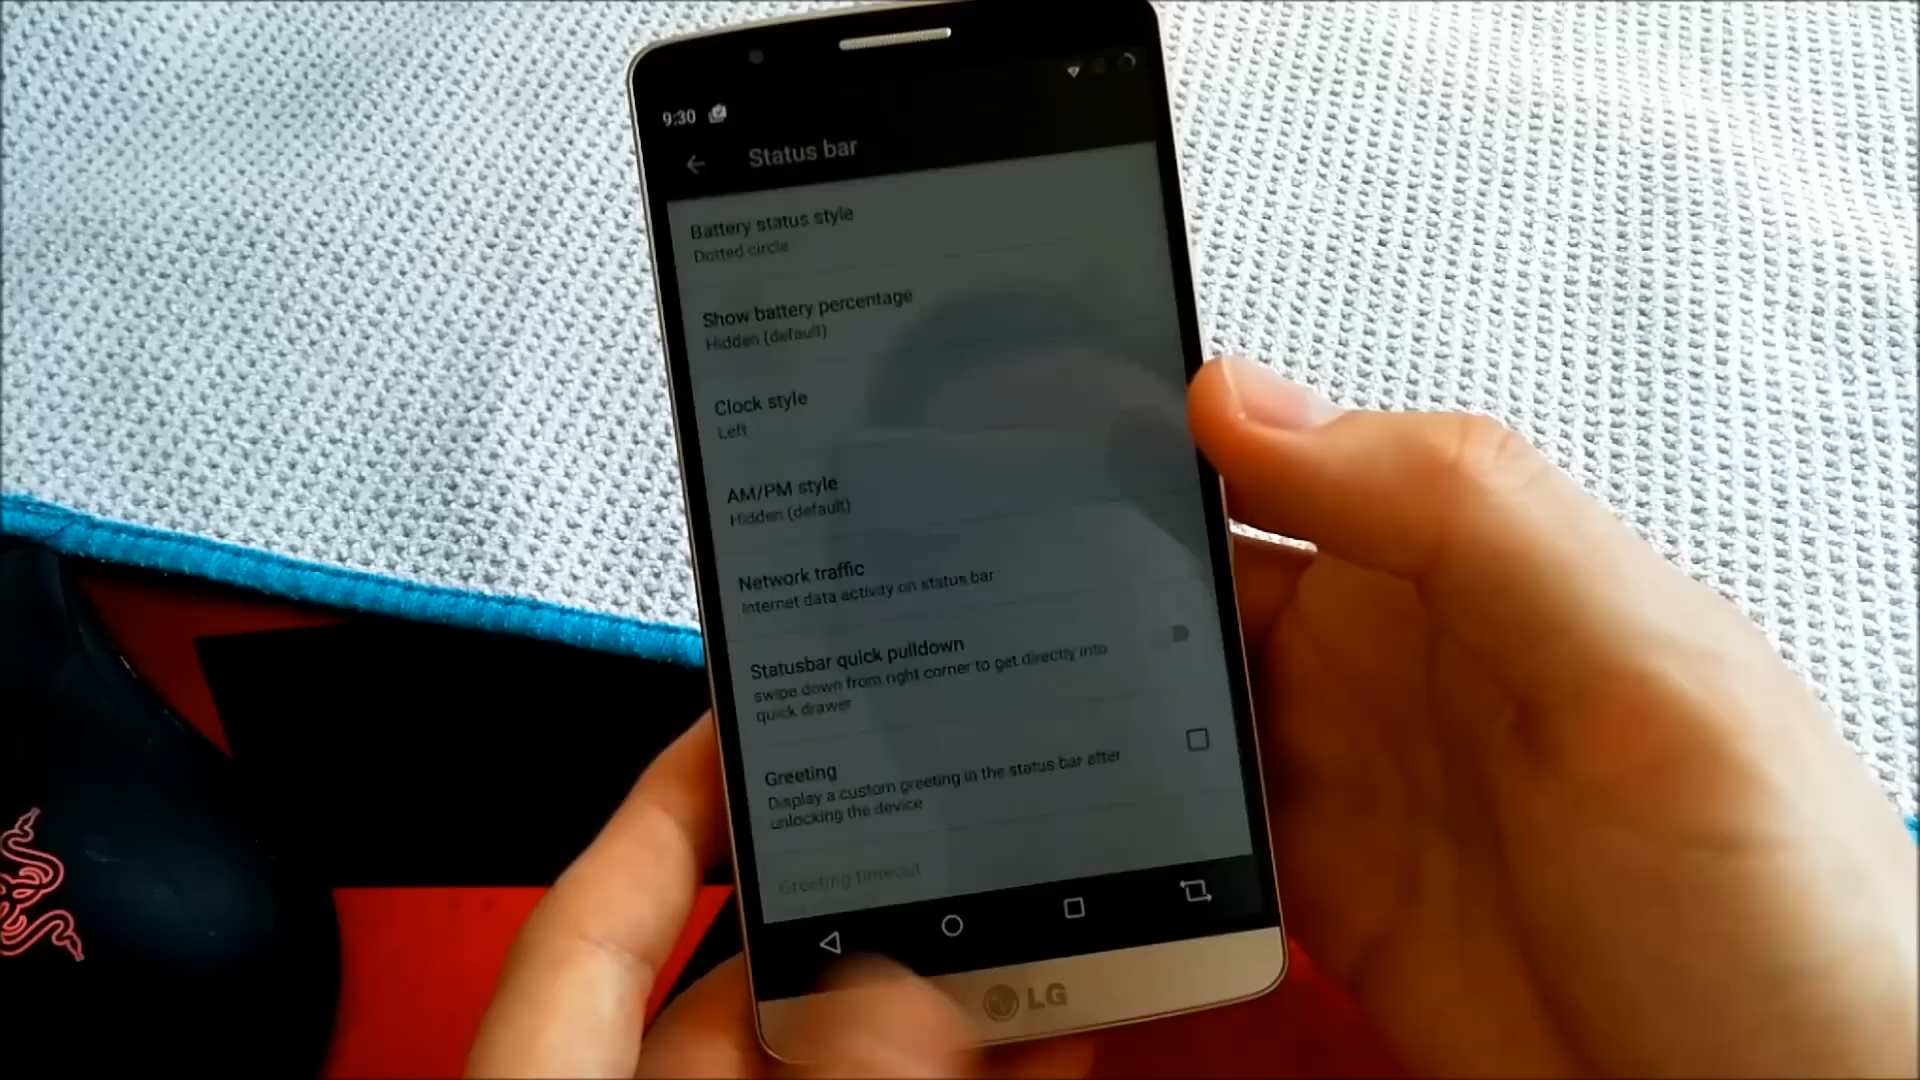 9:30
Status bar
Battery status style
Dotted circle
Show battery percentage
Hidden (default)
Clock style
Left
AM/PM style
Hidden (default)
Network traffic
Internet data activity on status bar
Statusbar quick pulldown
swipe down from right corner to get directly into
quick drawer
Greeting
Display a custom greeting in the status bar after
unlocking the device
Greeting timeout
LG